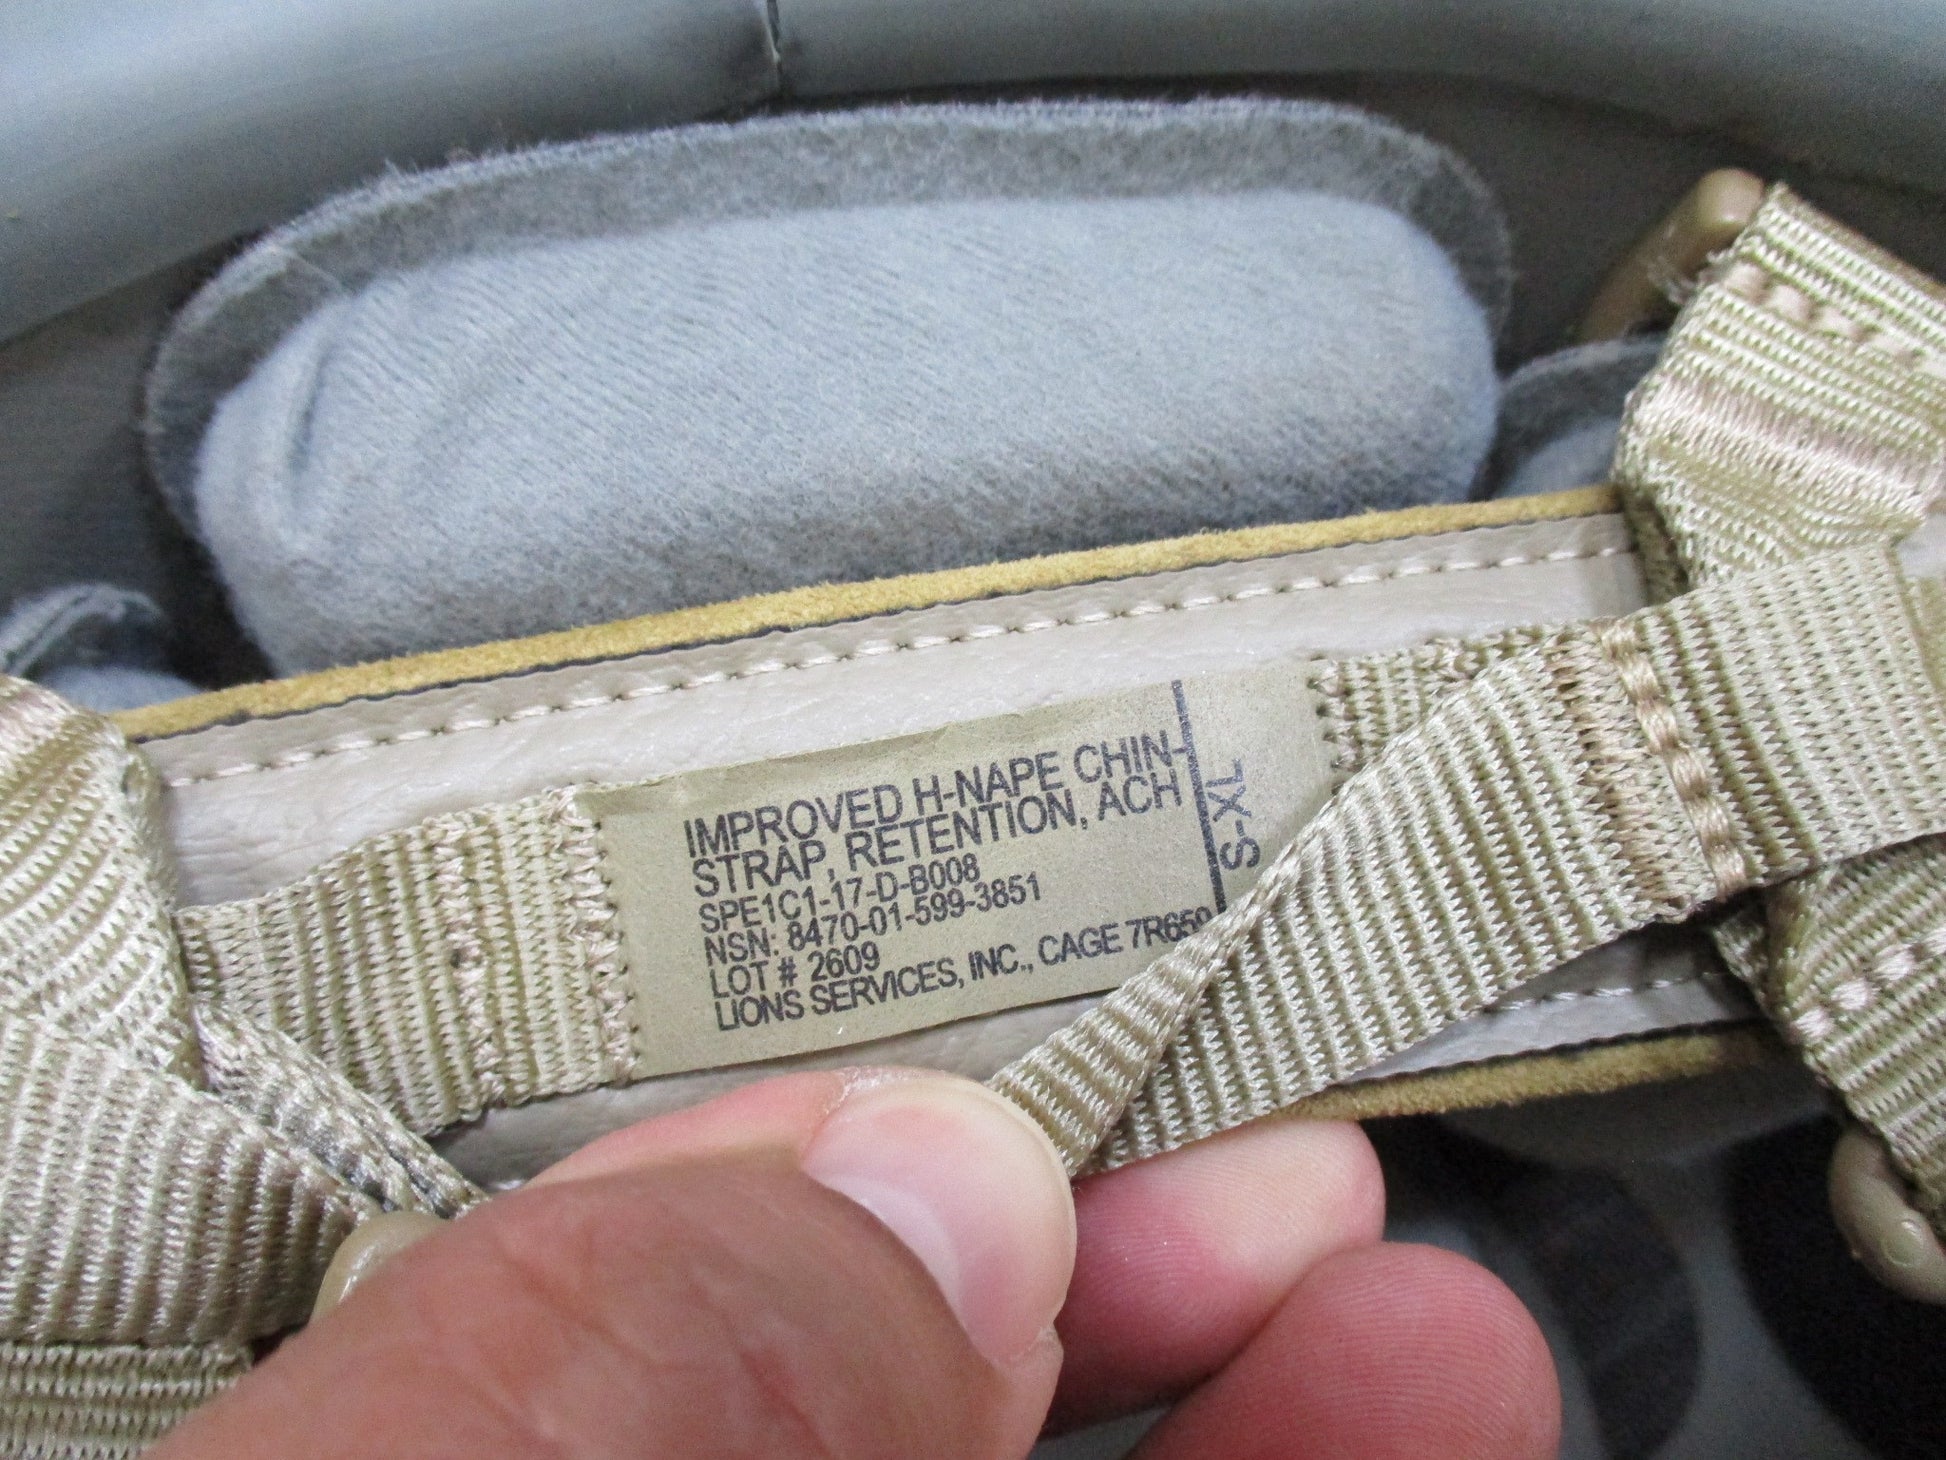 IMPROVED H-NAPE CHIN-
STRAP, RETENTION, ACH
SPE1C1-17-D-B008
NSN: 8470-01-599-3851
LOT # 2609
LIONS SERVICES, INC., CAGE 7R659
S-XL